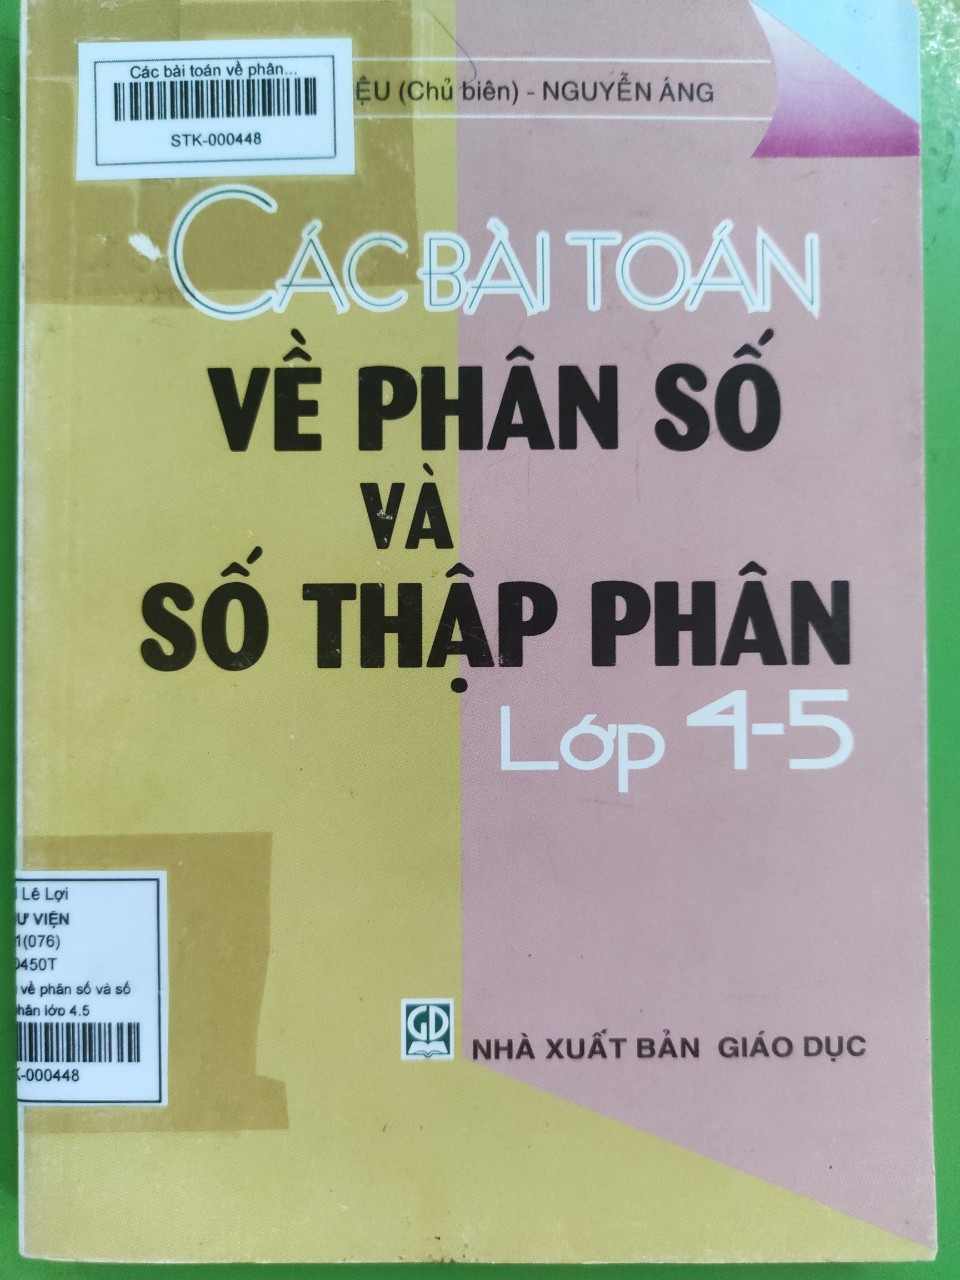 Các bài toán về phân...
STK-000448
ỆU (Chủ biên) - NGUYỄN ÁNG
CÁC BÀI TOÁN
VỀ PHÂN SỐ
VÀ
SỐ THẬP PHÂN
Lớp 4-5
Lê Lợi
Ư VIỆN
1(076)
0450T
về phân số và số
hân lớp 4.5
K-000448
GD
NHÀ XUẤT BẢN GIÁO DỤC